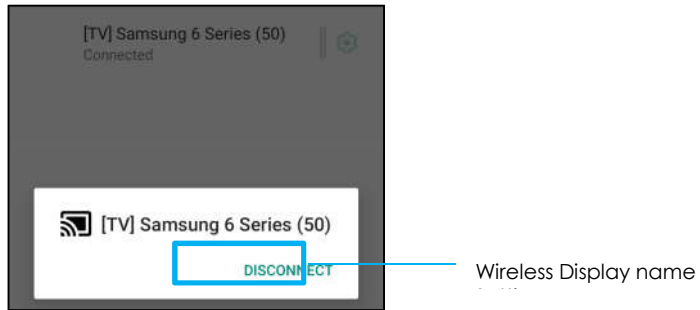 [TV] Samsung 6 Series (50)
Connected
[TV] Samsung 6 Series (50)
DISCONNECT
Wireless Display name